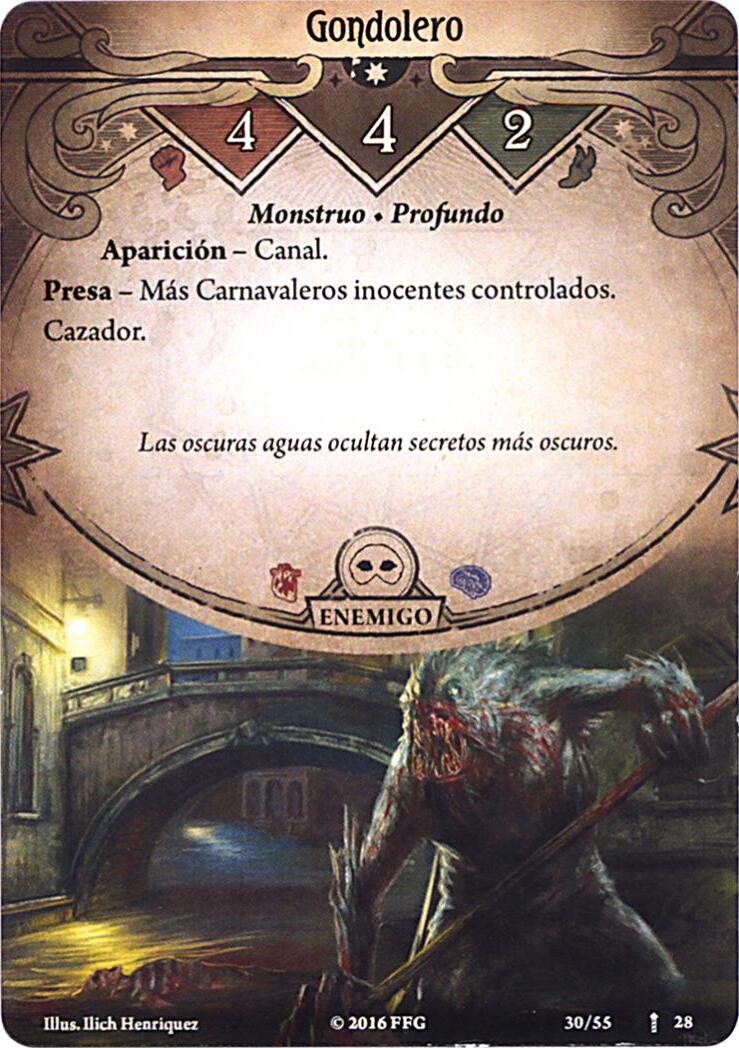 Gondolero
4 4 2
Monstruo • Profundo
Aparición – Canal.
Presa – Más Carnavaleros inocentes controlados.
Cazador.
Las oscuras aguas ocultan secretos más oscuros.
ENEMIGO
Illus. Ilich Henriquez © 2016 FFG 30/55 28